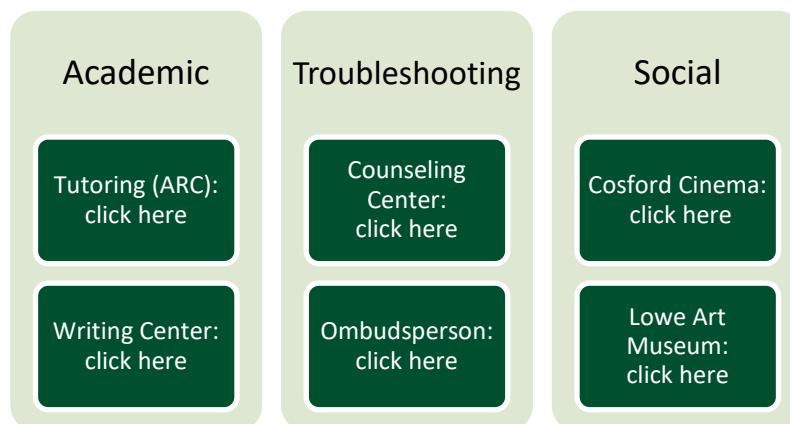 Academic
Tutoring (ARC):
click here
Writing Center:
click here
Troubleshooting
Counseling
Center:
click here
Ombudsperson:
click here
Social
Cosford Cinema:
click here
Lowe Art
Museum:
click here